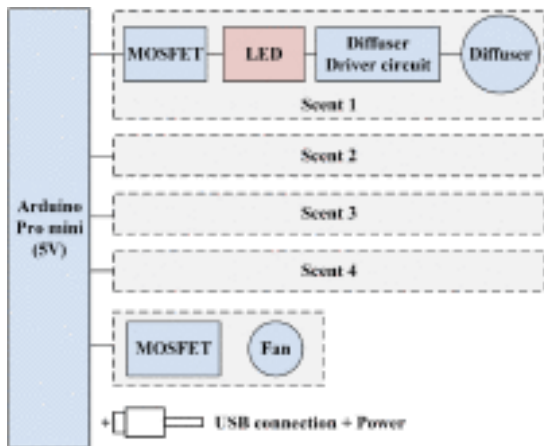 MOSFET
LED
Diffuser
Driver circuit
Diffuser
Scent 1
Scent 2
Scent 3
Scent 4
Arduino
Pro mini
(5V)
MOSFET
Fan
+
USB connection + Power